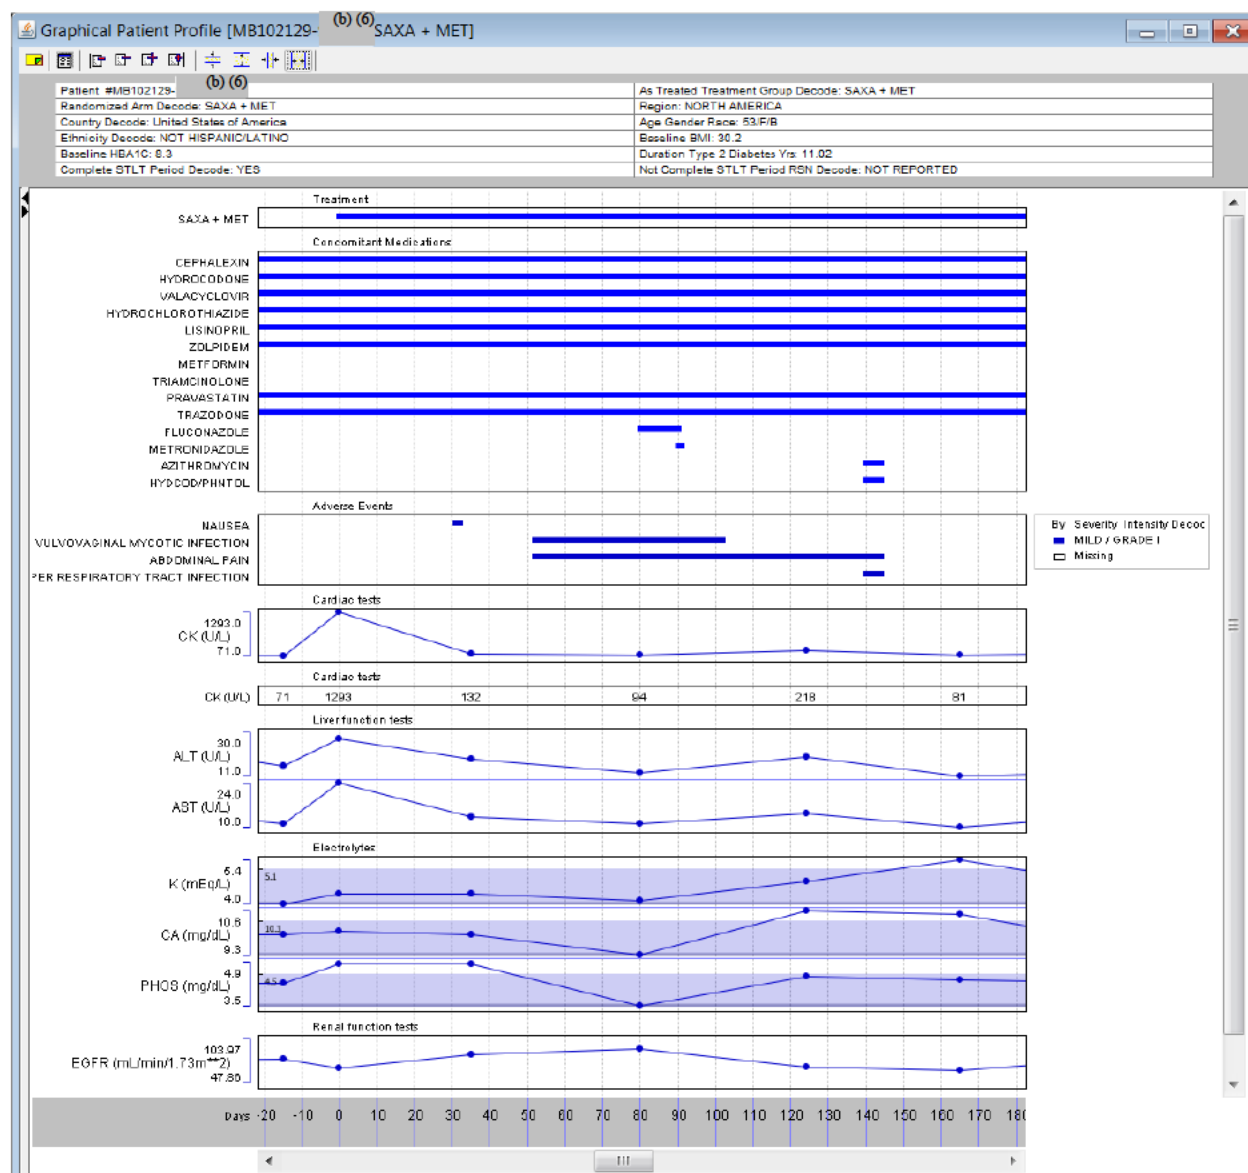 Graphical Patient Profile [MB102129- (b) (6) SAXA + MET]
(b) (6)
Patient #MB102129-
As Treated Treatment Group Decode: SAXA + MET
Randomized Arm Decode: SAXA + MET
Region: NORTH AMERICA
Country Decode: United States of America
Age Gender Race: 53/F/B
Ethnicity Decode: NOT HISPANIC/LATINO
Baseline BMI: 30.2
Baseline HBA1C: 8.3
Duration Type 2 Diabetes Yrs: 11.02
Complete STLT Period Decode: YES
Not Complete STLT Period RSN Decode: NOT REPORTED
Treatment
SAXA + MET
Concomitant Medications
CEPHALEXIN
HYDROCODONE
VALACYCLOVIR
HYDROCHLOROTHIAZIDE
LISINOPRIL
ZOLPIDEM
METFORMIN
TRIAMCINOLONE
PRAVASTATIN
TRAZODONE
FLUCONAZOLE
METRONIDAZOLE
AZITHROMYCIN
HYDCOD/PHNTOL
Adverse Events
NAUSEA
VULVOVAGINAL MYCOTIC INFECTION
ABDOMINAL PAIN
PER RESPIRATORY TRACT INFECTION
By Severity Intensity Decod
MILD / GRADE I
Missing
Cardiac tests
1293.0
CK (U/L)
71.0
Cardiac tests
CK (U/L) 71 1293 132 94 218 81
Liver function tests
30.0
ALT (U/L)
11.0
24.0
AST (U/L)
10.0
Electrolytes
5.4
5.1
K (mEq/L)
4.0
10.6
10.3
CA (mg/dL)
9.3
4.9
4.5
PHOS (mg/dL)
3.5
Renal function tests
103.97
EGFR (mL/min/1.73m**2)
47.86
Days -20 -10 0 10 20 30 40 50 60 70 80 90 100 110 120 130 140 150 160 170 180